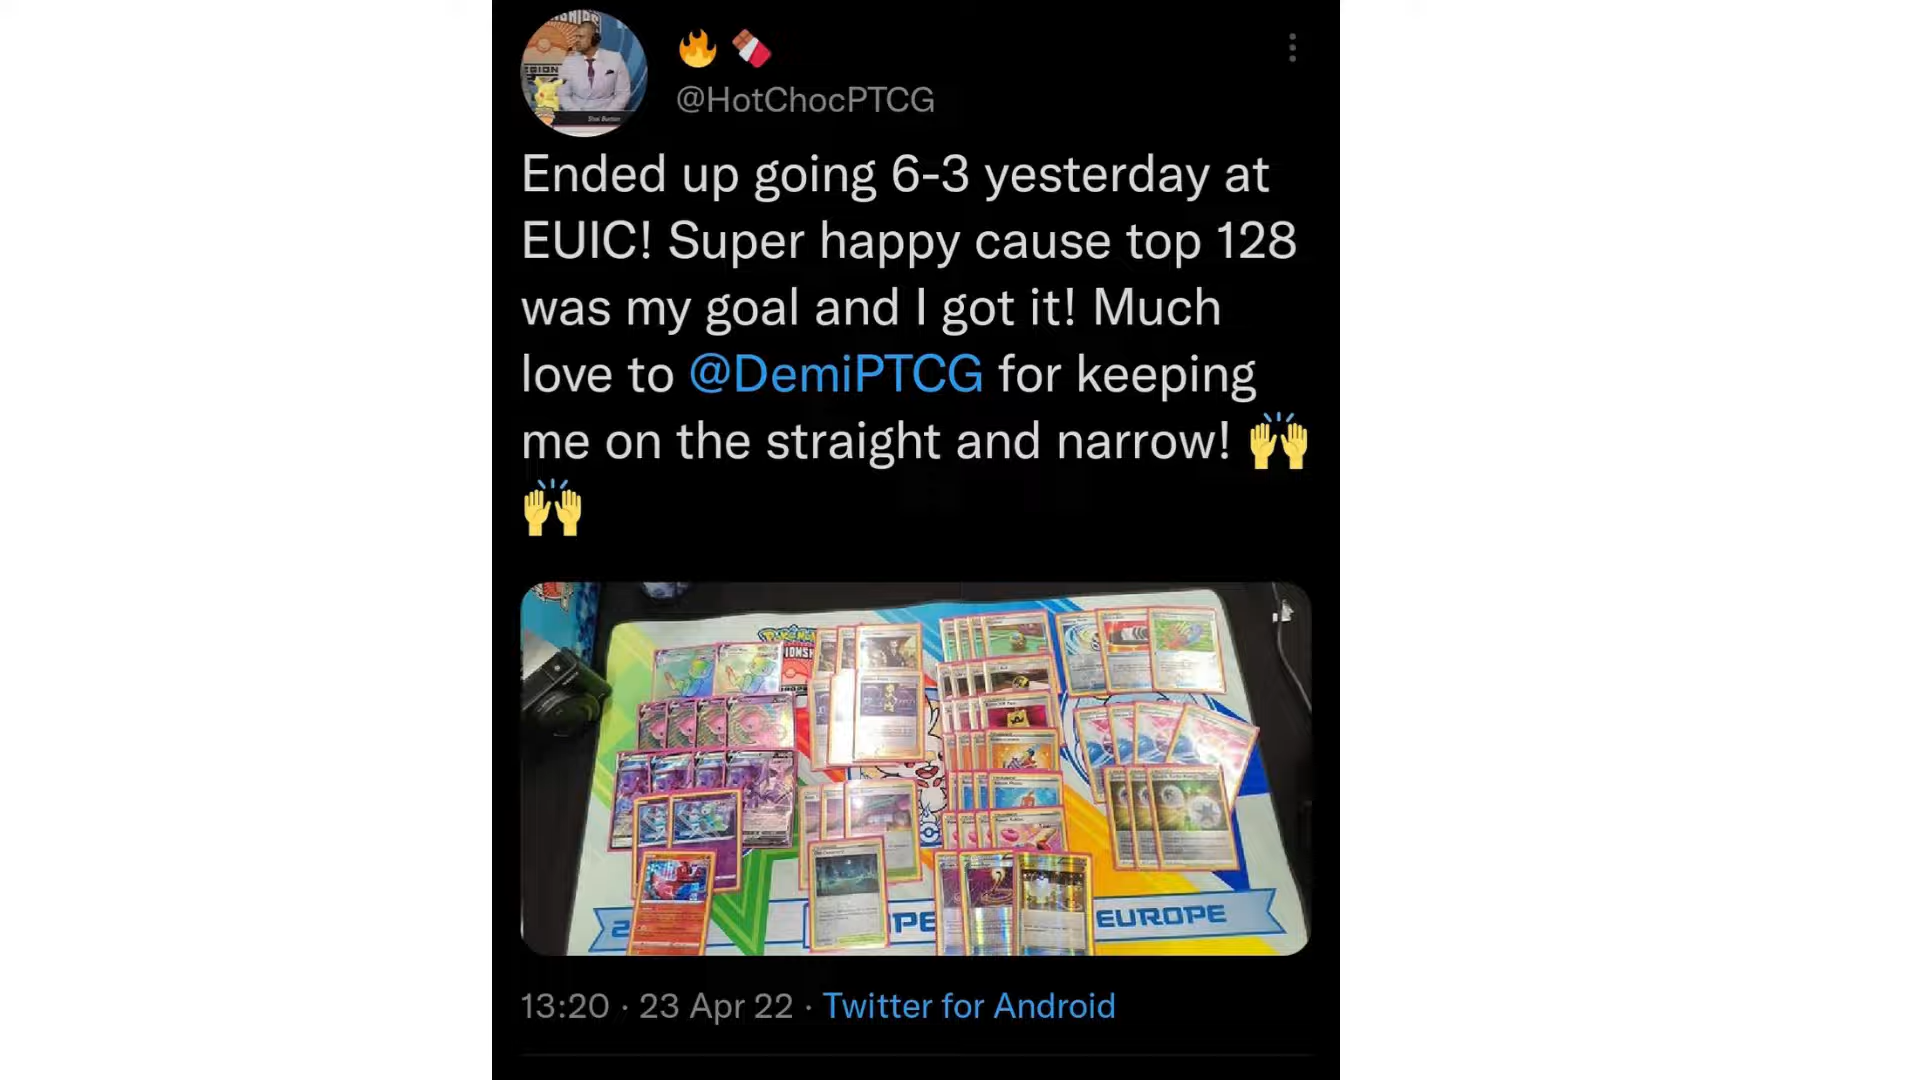 🔥 🍫
@HotChocPTCG
Ended up going 6-3 yesterday at
EUIC! Super happy cause top 128
was my goal and I got it! Much
love to @DemiPTCG for keeping
me on the straight and narrow! 🙌
🙌
EUROPE
13:20 · 23 Apr 22 · Twitter for Android